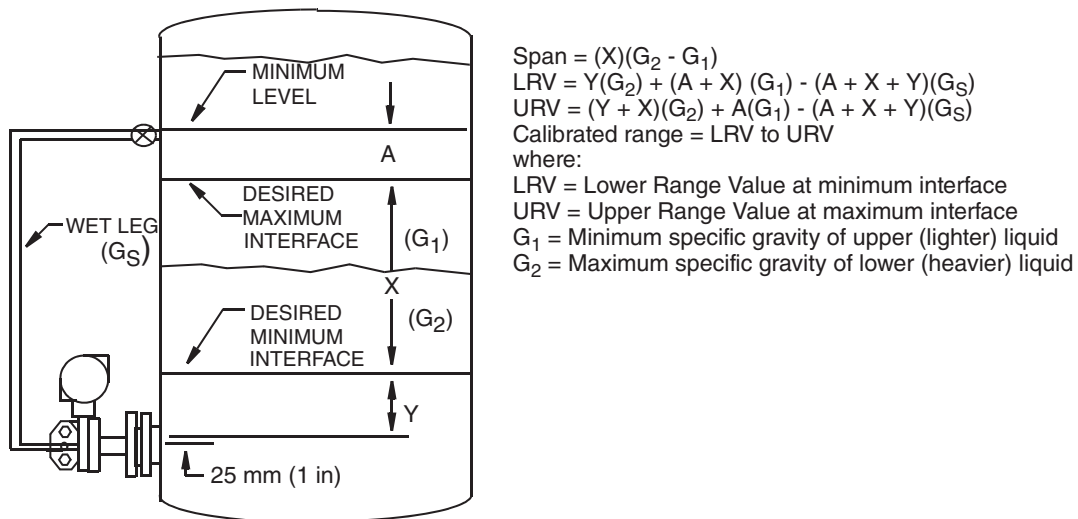 MINIMUM
LEVEL
A
DESIRED
MAXIMUM
INTERFACE
WET LEG
(G_S)
(G₁)
X
(G₂)
DESIRED
MINIMUM
INTERFACE
Y
25 mm (1 in)
Span = (X)(G₂ - G₁)
LRV = Y(G₂) + (A + X) (G₁) - (A + X + Y)(G_S)
URV = (Y + X)(G₂) + A(G₁) - (A + X + Y)(G_S)
Calibrated range = LRV to URV
where:
LRV = Lower Range Value at minimum interface
URV = Upper Range Value at maximum interface
G₁ = Minimum specific gravity of upper (lighter) liquid
G₂ = Maximum specific gravity of lower (heavier) liquid